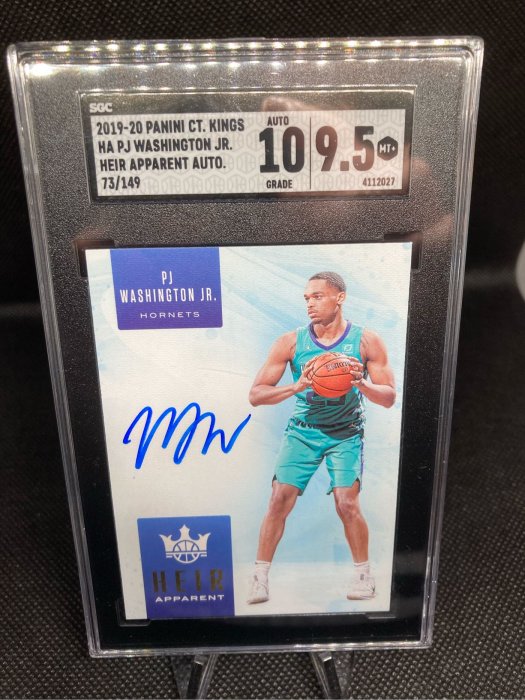 SGC
2019-20 PANINI CT. KINGS
HA PJ WASHINGTON JR.
HEIR APPARENT AUTO.
73/149
AUTO
10
GRADE
9.5
MT+
4112027
PJ
WASHINGTON JR.
HORNETS
HEIR
APPARENT